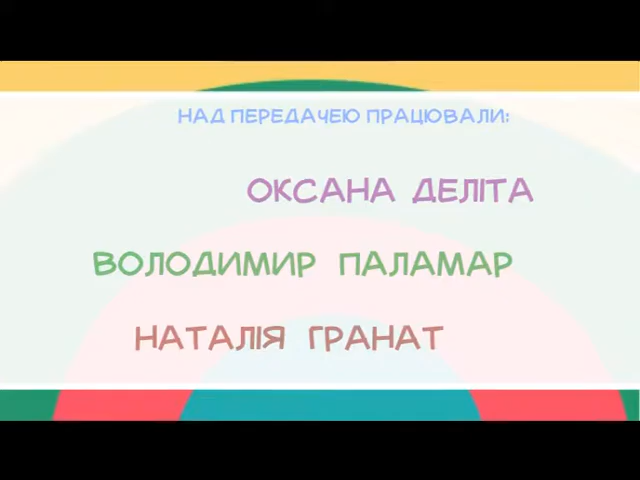 НАД ПЕРЕДАЧЕЮ ПРАЦЮВАЛИ:
ОКСАНА ДЕЛІТА
ВОЛОДИМИР ПАЛАМАР
НАТАЛІЯ ГРАНАТ